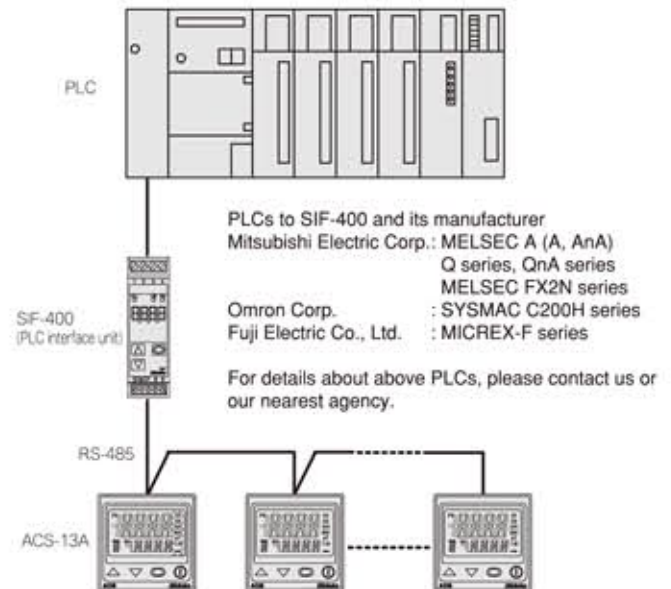 PLC
PLCs to SIF-400 and its manufacturer
Mitsubishi Electric Corp.: MELSEC A (A, AnA)
Q series, QnA series
MELSEC FX2N series
Omron Corp. : SYSMAC C200H series
Fuji Electric Co., Ltd. : MICREX-F series
SIF-400
(PLC interface unit)
For details about above PLCs, please contact us or
our nearest agency.
RS-485
ACS-13A